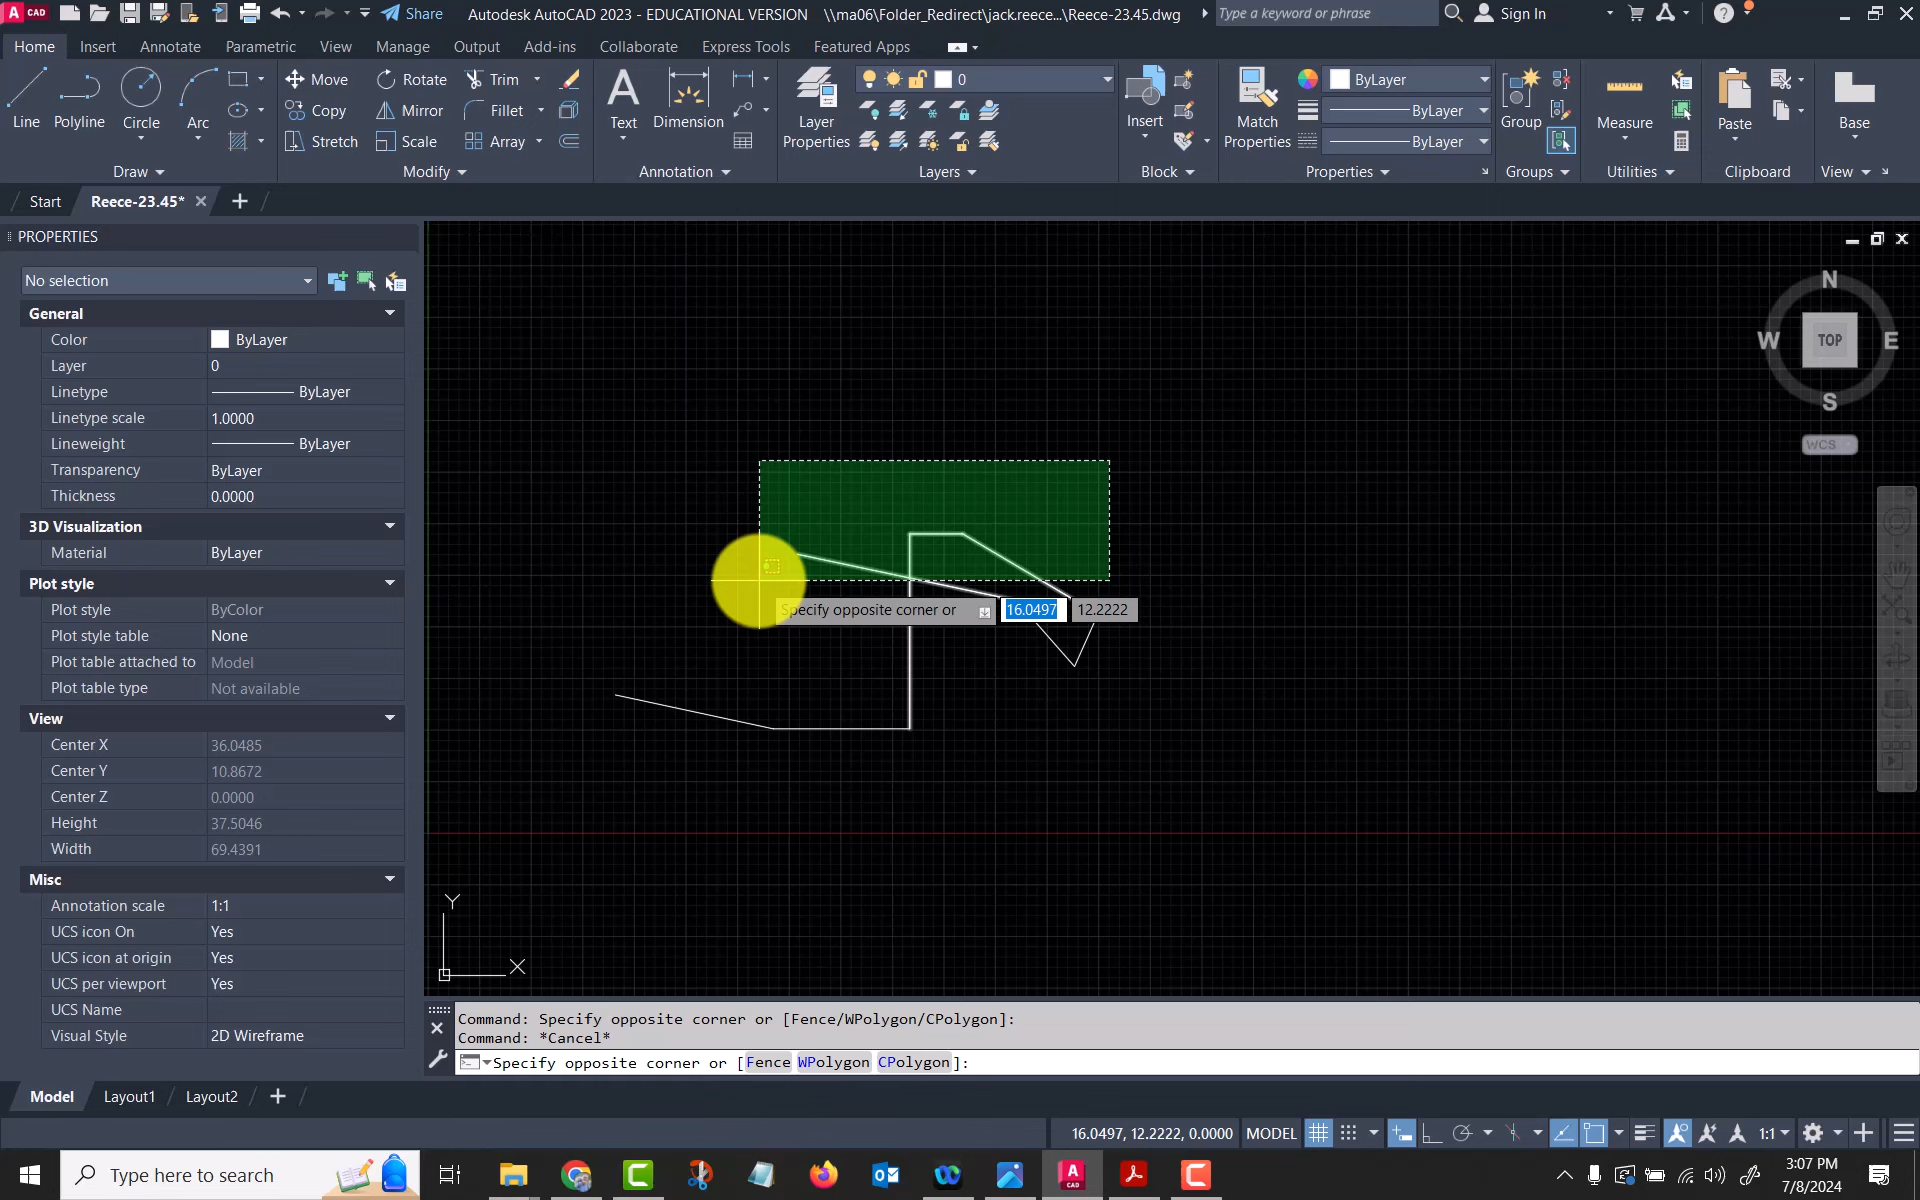 A CAD Share Autodesk AutoCAD 2023 - EDUCATIONAL VERSION \\ma06\Folder_Redirect\jack.reece...\Reece-23.45.dwg Type a keyword or phrase Sign In
Home Insert Annotate Parametric View Manage Output Add-ins Collaborate Express Tools Featured Apps
Line Polyline Circle Arc
Move Rotate Trim
Copy Mirror Fillet
Stretch Scale Array
Text Dimension
Layer Properties
0
Insert
Match Properties
ByLayer
ByLayer
ByLayer
Group Measure Paste Base
Draw Modify Annotation Layers Block Properties Groups Utilities Clipboard View
Start Reece-23.45*
PROPERTIES
No selection
General
Color ByLayer
Layer 0
Linetype ByLayer
Linetype scale 1.0000
Lineweight ByLayer
Transparency ByLayer
Thickness 0.0000
3D Visualization
Material ByLayer
Plot style
Plot style ByColor
Plot style table None
Plot table attached to Model
Plot table type Not available
View
Center X 36.0485
Center Y 10.8672
Center Z 0.0000
Height 37.5046
Width 69.4391
Misc
Annotation scale 1:1
UCS icon On Yes
UCS icon at origin Yes
UCS per viewport Yes
UCS Name
Visual Style 2D Wireframe
N
W TOP E
S
WCS
Specify opposite corner or 16.0497 12.2222
Y
X
Command: Specify opposite corner or [Fence/WPolygon/CPolygon]:
Command: *Cancel*
Specify opposite corner or [Fence WPolygon CPolygon]:
Model Layout1 Layout2
16.0497, 12.2222, 0.0000 MODEL 1:1
Type here to search
A CAD
3:07 PM
7/8/2024